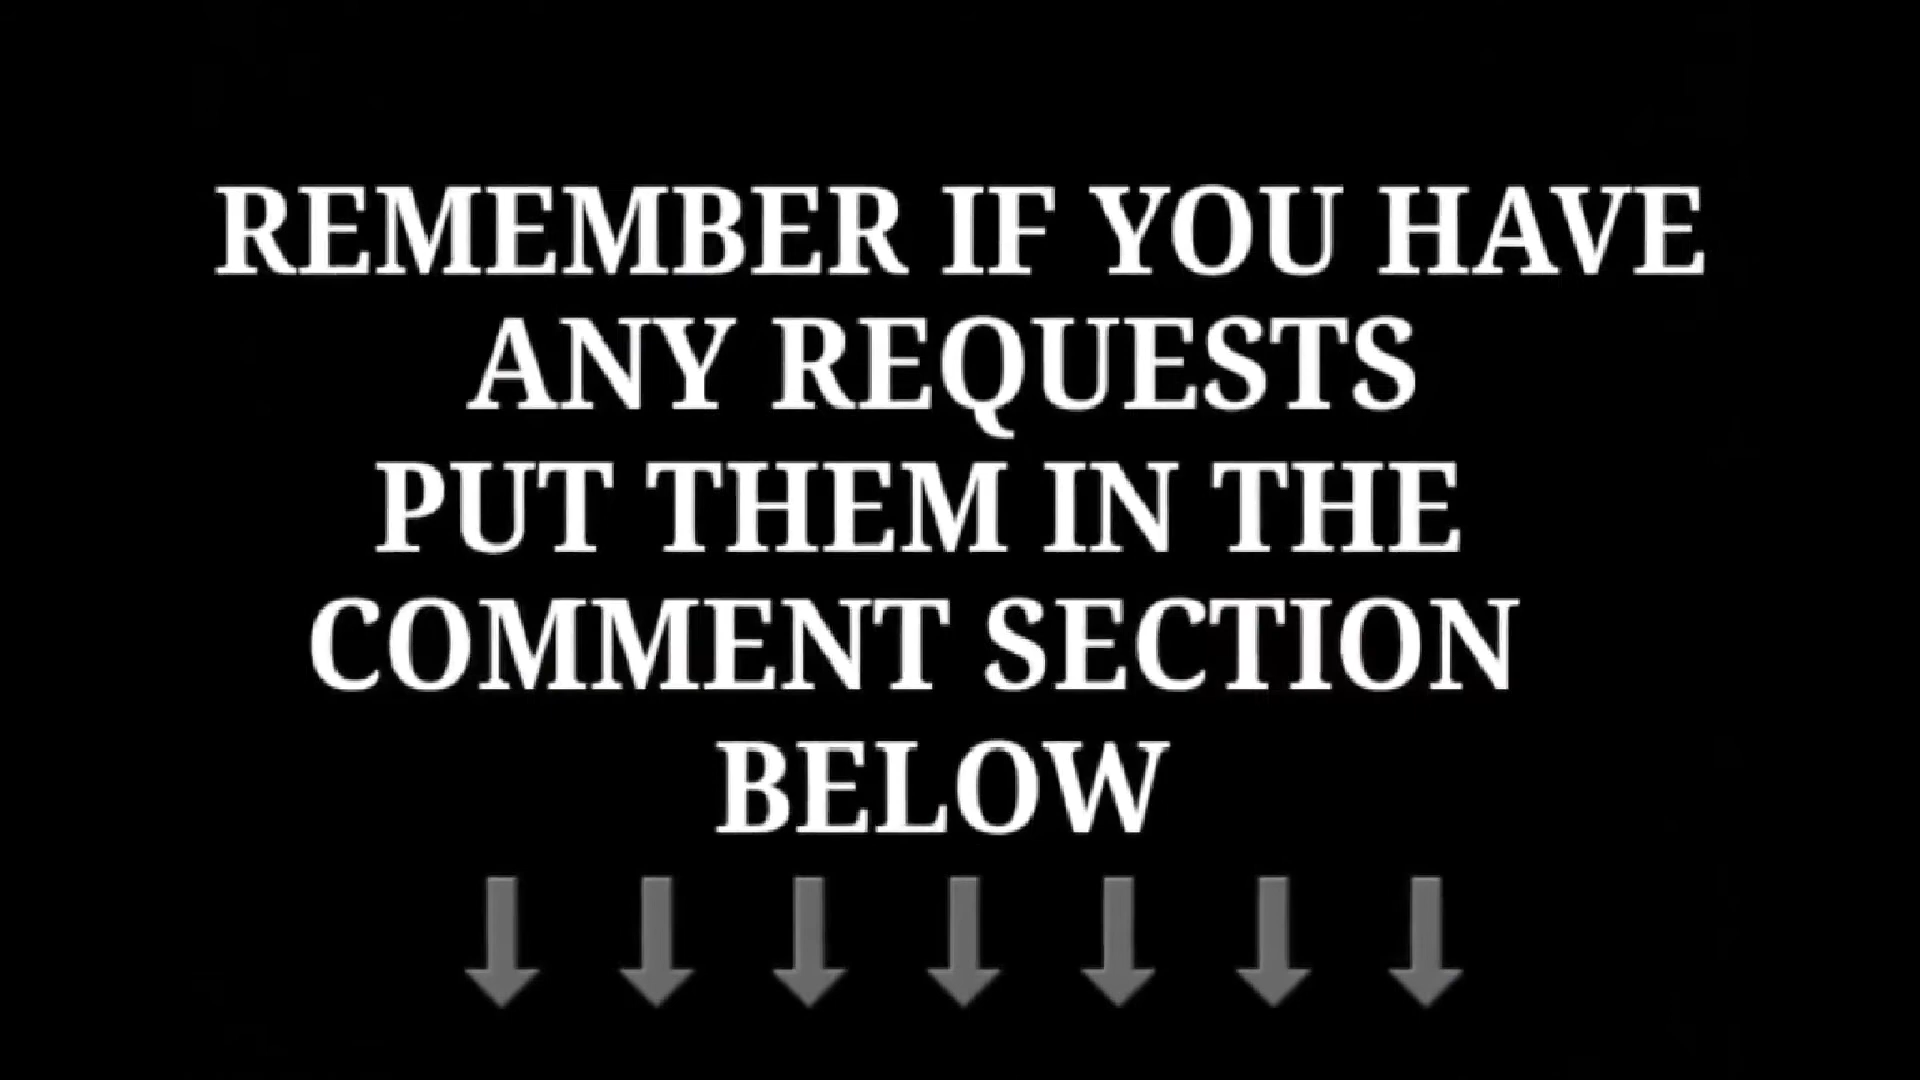 REMEMBER IF YOU HAVE
ANY REQUESTS
PUT THEM IN THE
COMMENT SECTION
BELOW